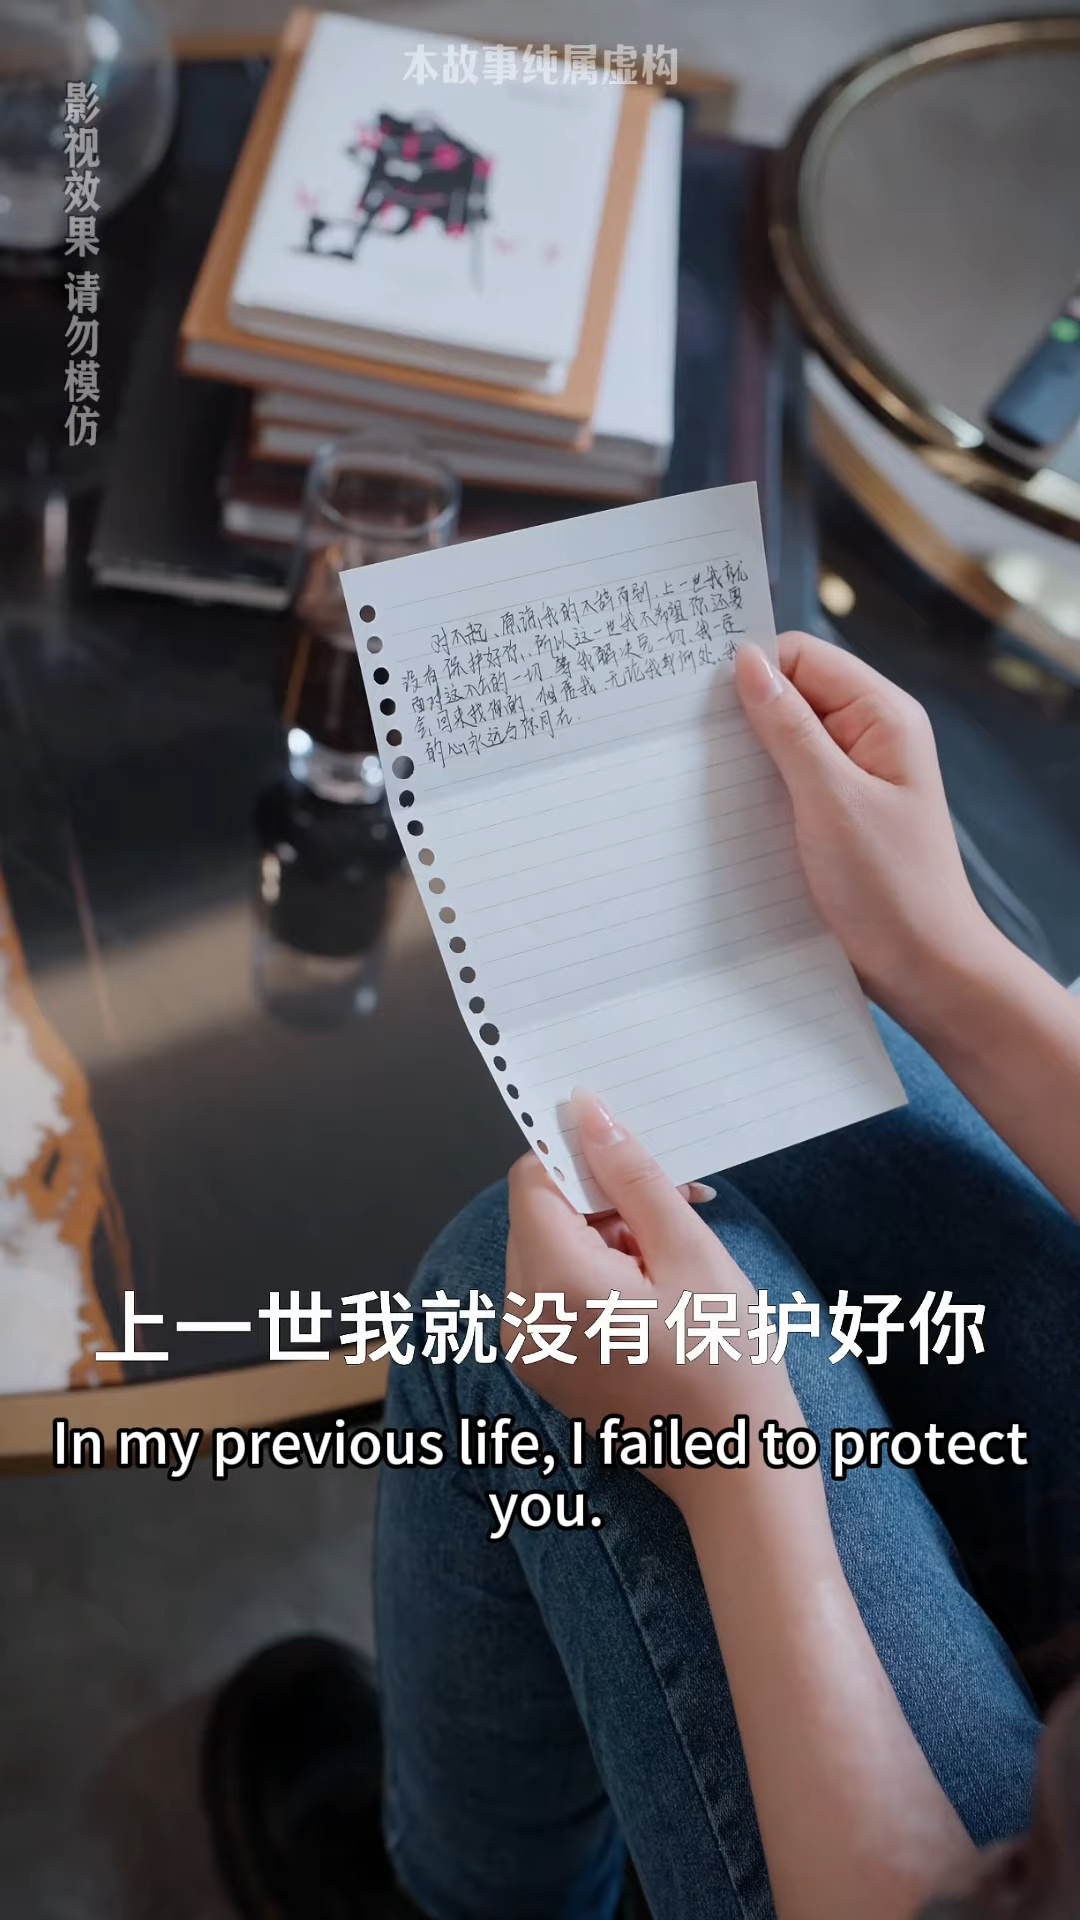 本故事纯属虚构
影视效果 请勿模仿
对不起、原谅我的不辞而别、上一世我就
没有保护好你、所以这一世我不希望你还要
面对这不公的一切、等我解决完一切、我一定
会回来找你的、相信我、无论我身何处、我
的心永远与你同在.
上一世我就没有保护好你
In my previous life, I failed to protect
you.